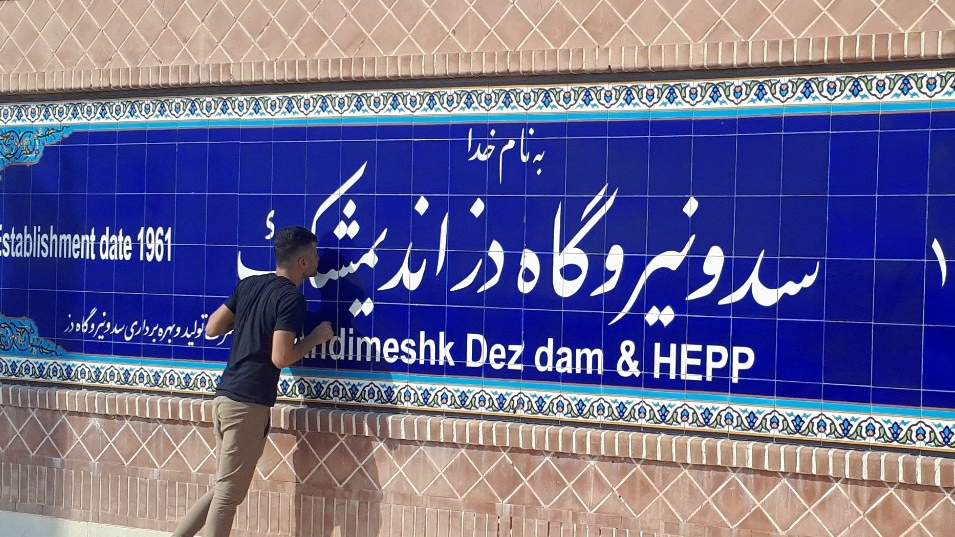 به نام خدا
سد و نیروگاه دز اندیمشک
Establishment date 1961
ndimeshk Dez dam & HEPP
تولید و بهره برداری سد و نیروگاه دز